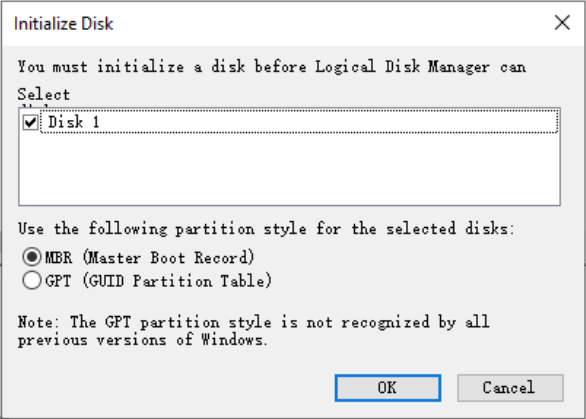 Initialize Disk
You must initialize a disk before Logical Disk Manager can
Select
Disk 1
Use the following partition style for the selected disks:
MBR (Master Boot Record)
GPT (GUID Partition Table)
Note: The GPT partition style is not recognized by all
previous versions of Windows.
OK
Cancel